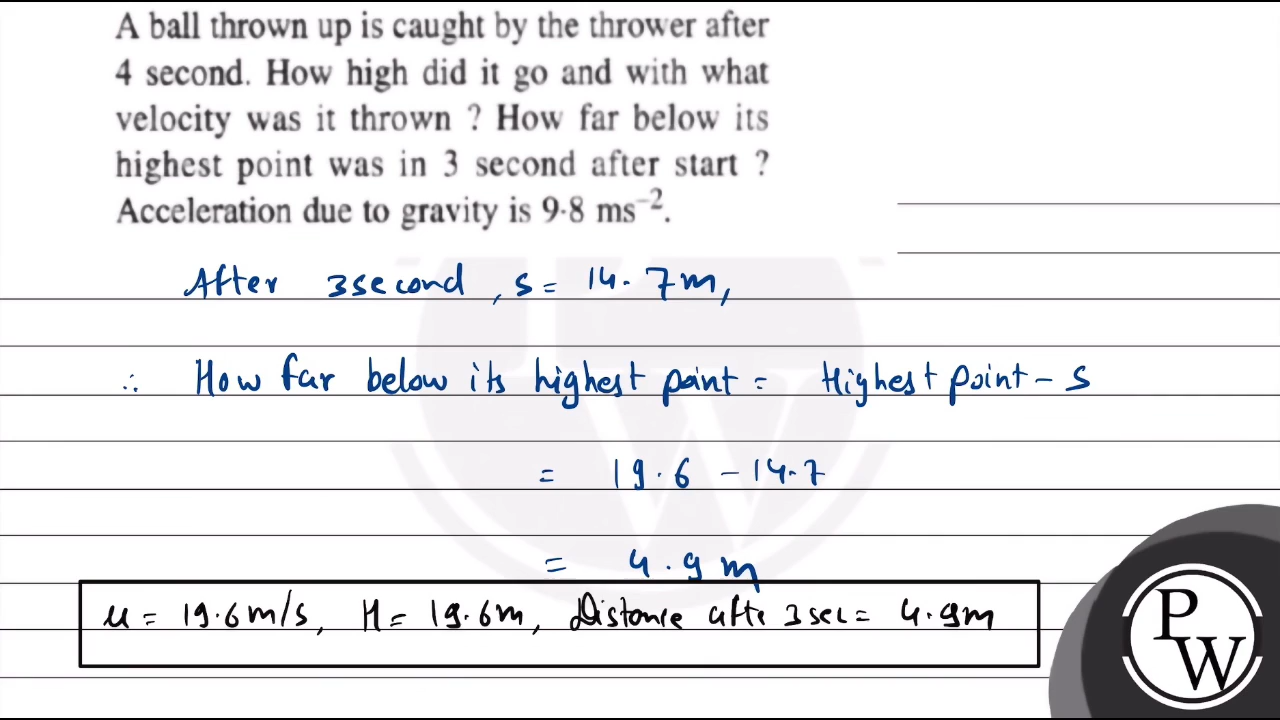 A ball thrown up is caught by the thrower after
4 second. How high did it go and with what
velocity was it thrown ? How far below its
highest point was in 3 second after start ?
Acceleration due to gravity is 9·8 ms⁻².
After 3second, s = 14.7m,
∴ How far below its highest point = Highest point - s
= 19.6 - 14.7
= 4.9 m
u = 19.6m/s, H = 19.6m, Distance afte 3 sec = 4.9m
PW